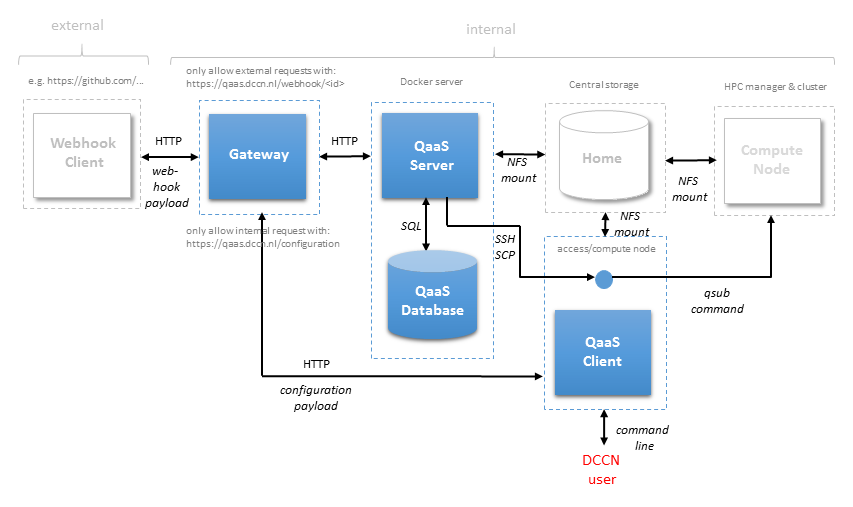 external
internal
e.g. https://github.com/...
only allow external requests with:
https://qaas.dccn.nl/webhook/<id>
Docker server
Central storage
HPC manager & cluster
Webhook
Client
HTTP
web-
hook
payload
Gateway
HTTP
QaaS
Server
NFS
mount
Home
NFS
mount
Compute
Node
only allow internal request with:
https://qaas.dccn.nl/configuration
SQL
SSH
SCP
NFS
mount
access/compute node
QaaS
Database
qsub
command
QaaS
Client
HTTP
configuration
payload
command
line
DCCN
user